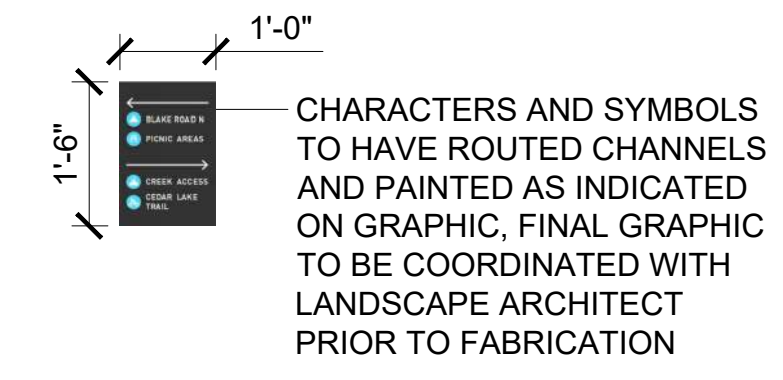 1'-0"
1'-6"
BLAKE ROAD N
PICNIC AREAS
CREEK ACCESS
CEDAR LAKE
TRAIL
CHARACTERS AND SYMBOLS
TO HAVE ROUTED CHANNELS
AND PAINTED AS INDICATED
ON GRAPHIC, FINAL GRAPHIC
TO BE COORDINATED WITH
LANDSCAPE ARCHITECT
PRIOR TO FABRICATION